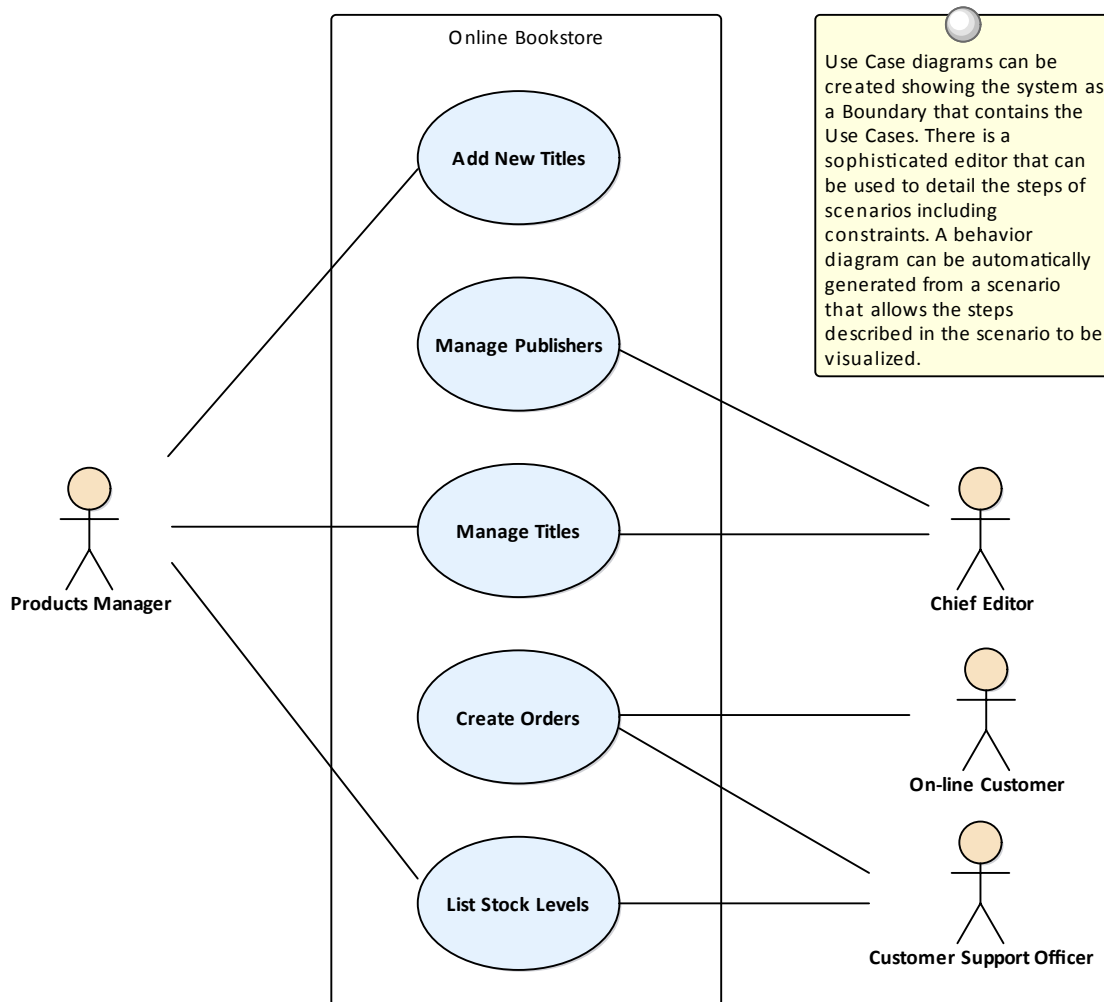 Online Bookstore
Use Case diagrams can be
created showing the system as
a Boundary that contains the
Use Cases. There is a
sophisticated editor that can
be used to detail the steps of
scenarios including
constraints. A behavior
diagram can be automatically
generated from a scenario
that allows the steps
described in the scenario to be
visualized.
Add New Titles
Manage Publishers
Manage Titles
Products Manager
Chief Editor
Create Orders
On-line Customer
List Stock Levels
Customer Support Officer